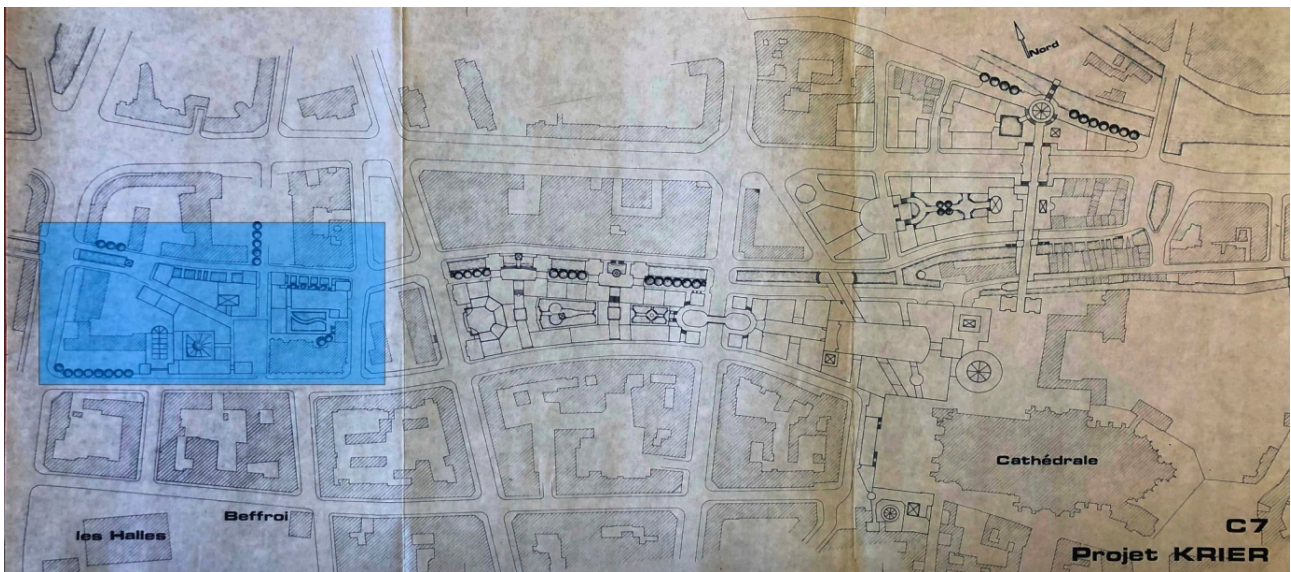 Nord
Cathédrale
Beffroi
les Halles
C7
Projet KRIER